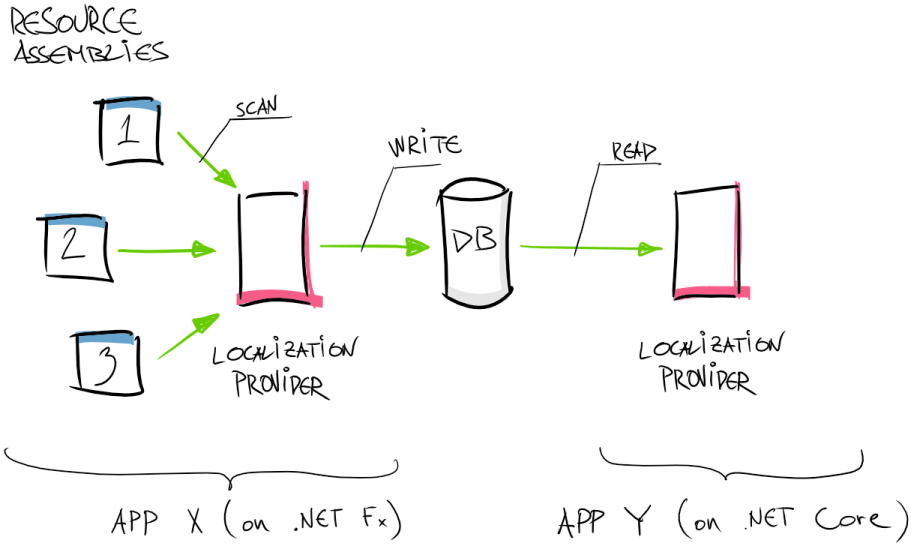 RESOURCE
ASSEMBLIES
1
SCAN
WRITE
READ
2
DB
3
LOCALIZATION
PROVIDER
LOCALIZATION
PROVIDER
APP X (on .NET Fx)
APP Y (on .NET Core)